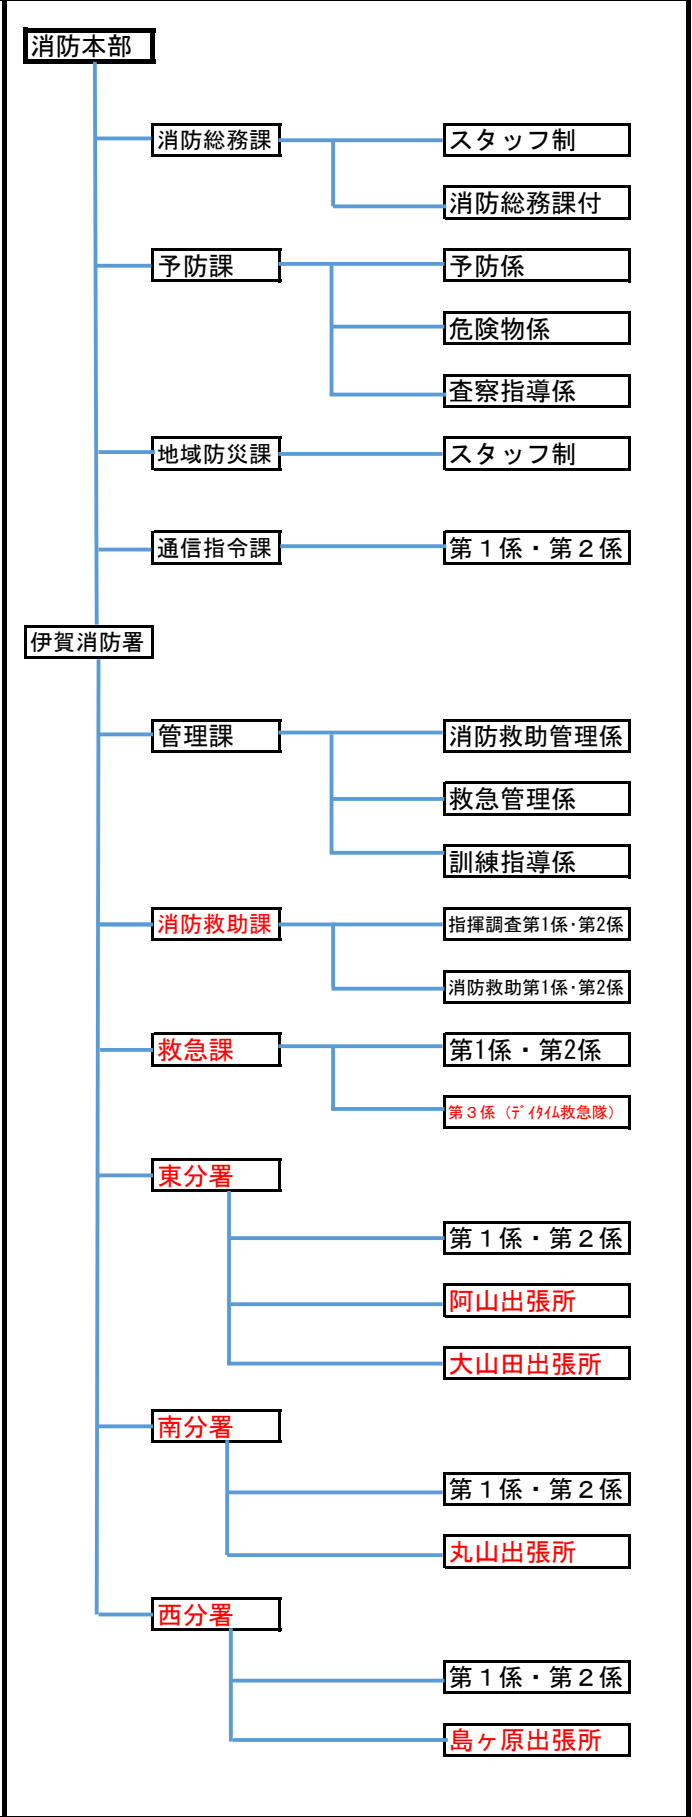 消防本部
消防総務課
スタッフ制
消防総務課付
予防課
予防係
危険物係
査察指導係
地域防災課
スタッフ制
通信指令課
第１係・第２係
伊賀消防署
管理課
消防救助管理係
救急管理係
訓練指導係
消防救助課
指揮調査第1係･第2係
消防救助第1係･第2係
救急課
第1係・第2係
第３係（ﾃﾞｲﾀｲﾑ救急隊）
東分署
第１係・第２係
阿山出張所
大山田出張所
南分署
第１係・第２係
丸山出張所
西分署
第１係・第２係
島ヶ原出張所